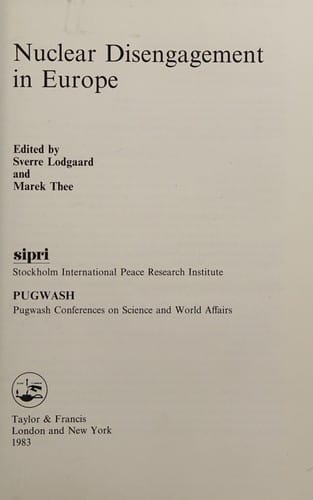 Nuclear Disengagement
in Europe
Edited by
Sverre Lodgaard
and
Marek Thee
sipri
Stockholm International Peace Research Institute
PUGWASH
Pugwash Conferences on Science and World Affairs
Taylor & Francis
London and New York
1983